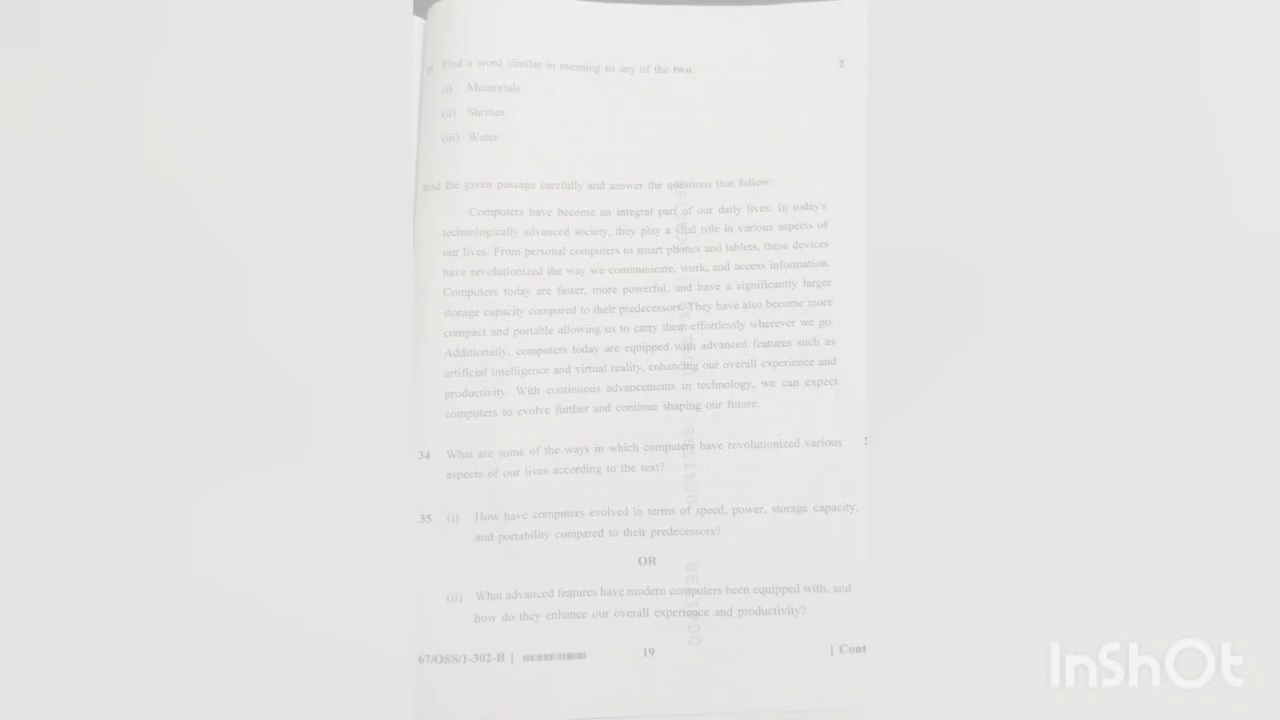 Find a word similar in meaning to any of the two. 2
(i) Memorials
(ii) Shrines
(iii) Water
Read the given passage carefully and answer the questions that follow:
Computers have become an integral part of our daily lives. In today's
technologically advanced society, they play a vital role in various aspects of
our lives. From personal computers to smart phones and tablets, these devices
have revolutionized the way we communicate, work, and access information.
Computers today are faster, more powerful, and have a significantly larger
storage capacity compared to their predecessors. They have also become more
compact and portable allowing us to carry them effortlessly wherever we go.
Additionally, computers today are equipped with advanced features such as
artificial intelligence and virtual reality, enhancing our overall experience and
productivity. With continuous advancements in technology, we can expect
computers to evolve further and continue shaping our future.
34 What are some of the ways in which computers have revolutionized various 2
aspects of our lives according to the text?
35 (i) How have computers evolved in terms of speed, power, storage capacity,
and portability compared to their predecessors?
OR
(ii) What advanced features have modern computers been equipped with, and
how do they enhance our overall experience and productivity?
67/OSS/1-302-B ] 19 [ Cont
InShOt